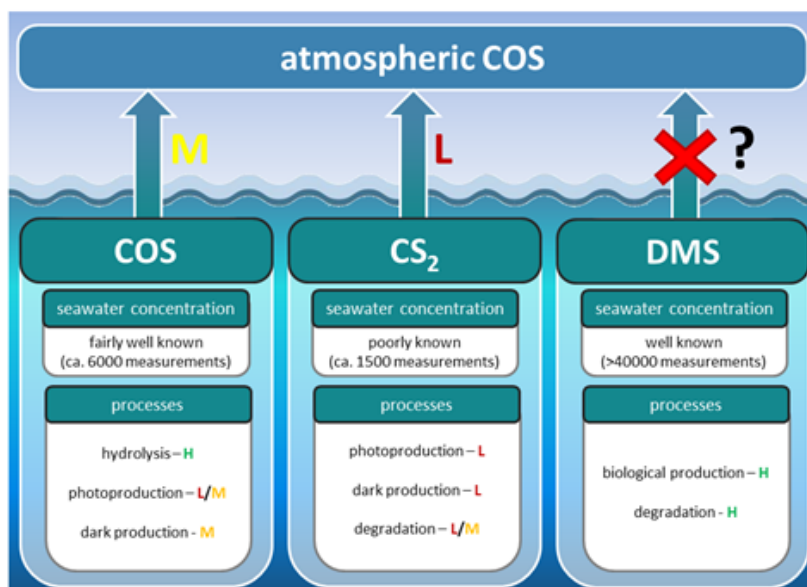 atmospheric COS
M
L
?
COS
seawater concentration
fairly well known
(ca. 6000 measurements)
processes
hydrolysis – H
photoproduction – L/M
dark production - M
CS₂
seawater concentration
poorly known
(ca. 1500 measurements)
processes
photoproduction – L
dark production – L
degradation – L/M
DMS
seawater concentration
well known
(>40000 measurements)
processes
biological production – H
degradation - H